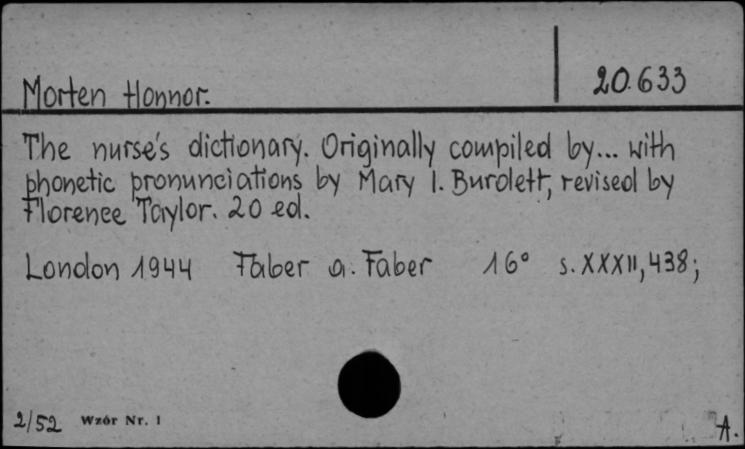 Morten Honnor.
20.633
The nurse's dictionary. Originally compiled by... with
phonetic pronunciations by Mary I. Burdett, revised by
Florence Taylor. 20 ed.
London 1944 Faber a. Faber 16° s. XXXII, 438;
2/52 Wzór Nr. 1
A.